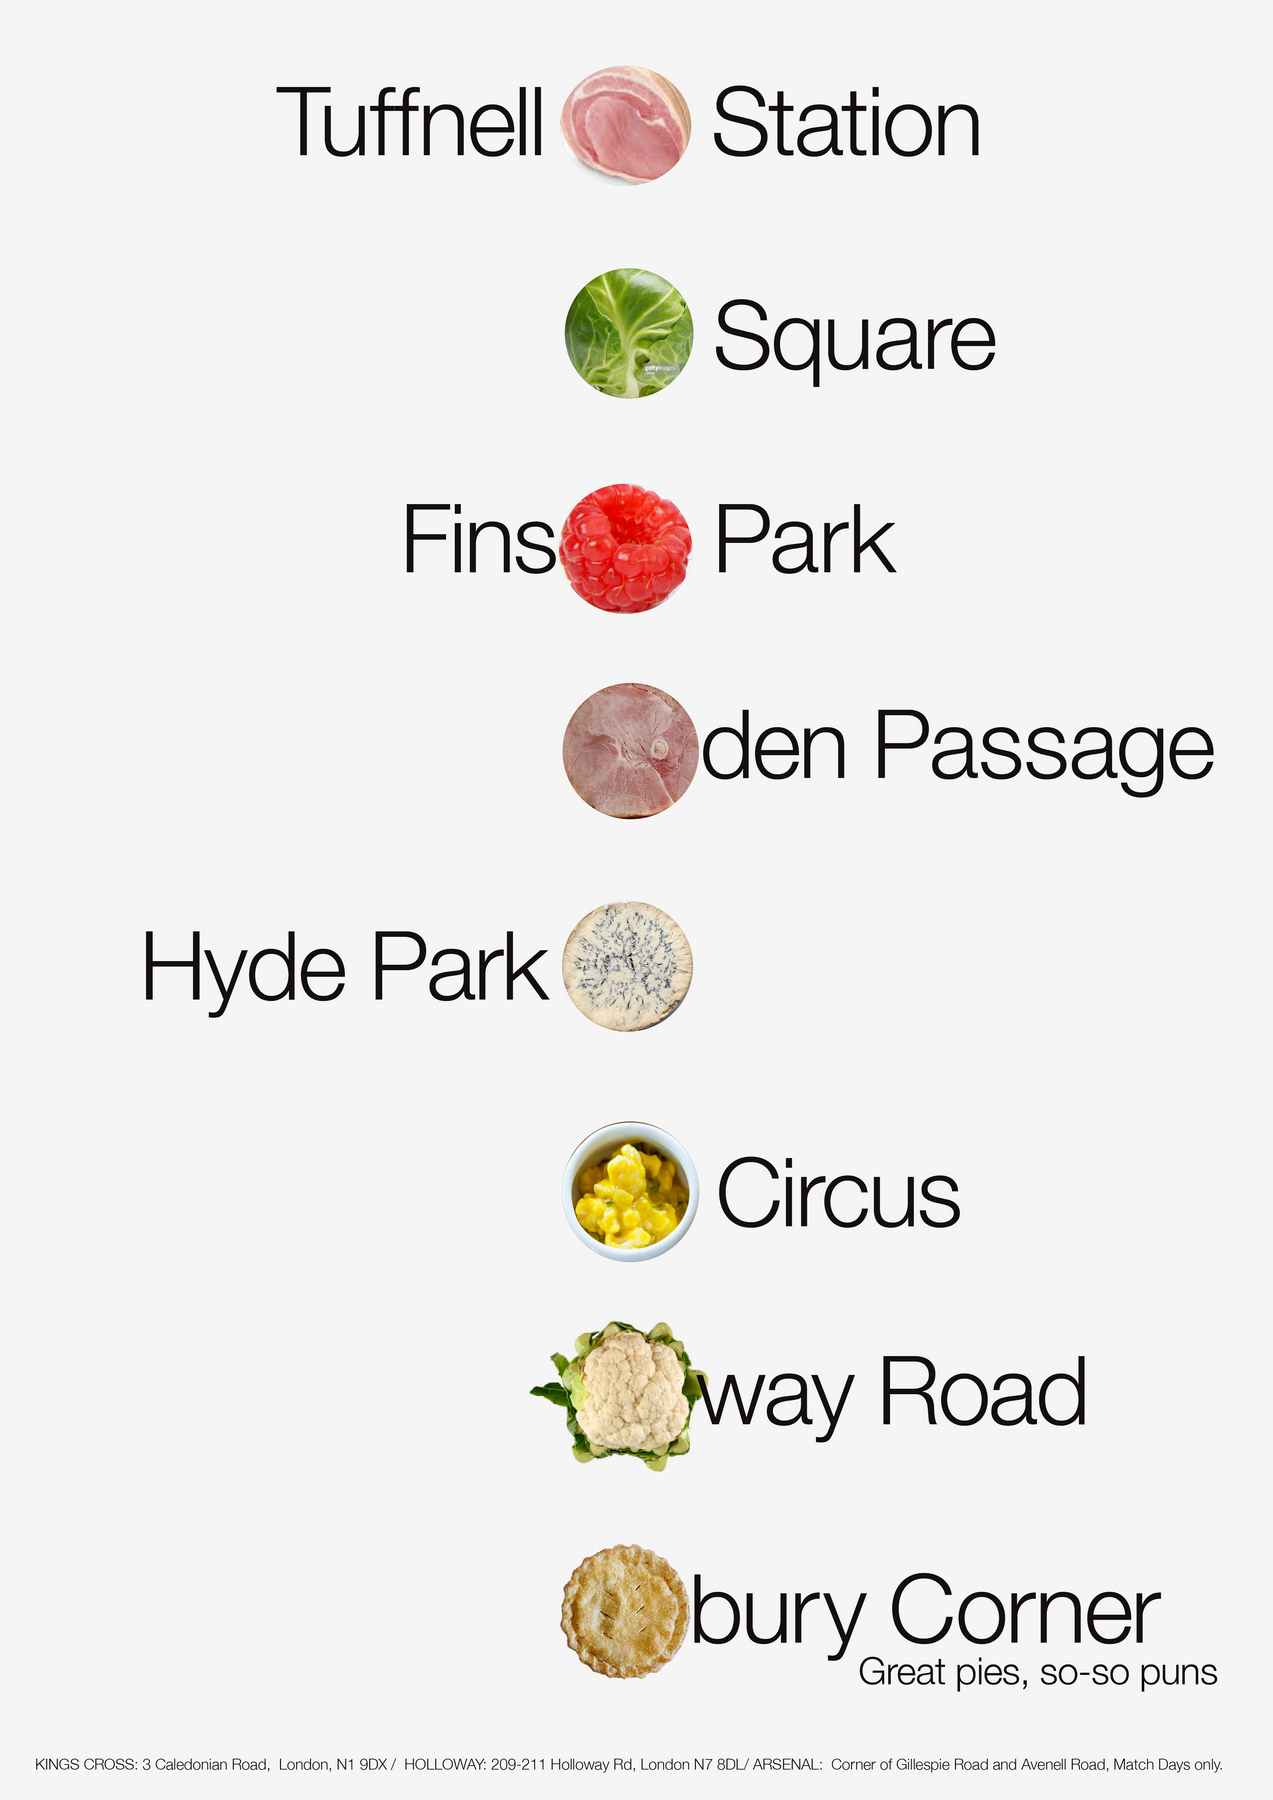 Tuffnell Station
Square
gettyimages
Fins Park
den Passage
Hyde Park
Circus
way Road
bury Corner
Great pies, so-so puns
KINGS CROSS: 3 Caledonian Road, London, N1 9DX / HOLLOWAY: 209-211 Holloway Rd, London N7 8DL/ ARSENAL: Corner of Gillespie Road and Avenell Road, Match Days only.